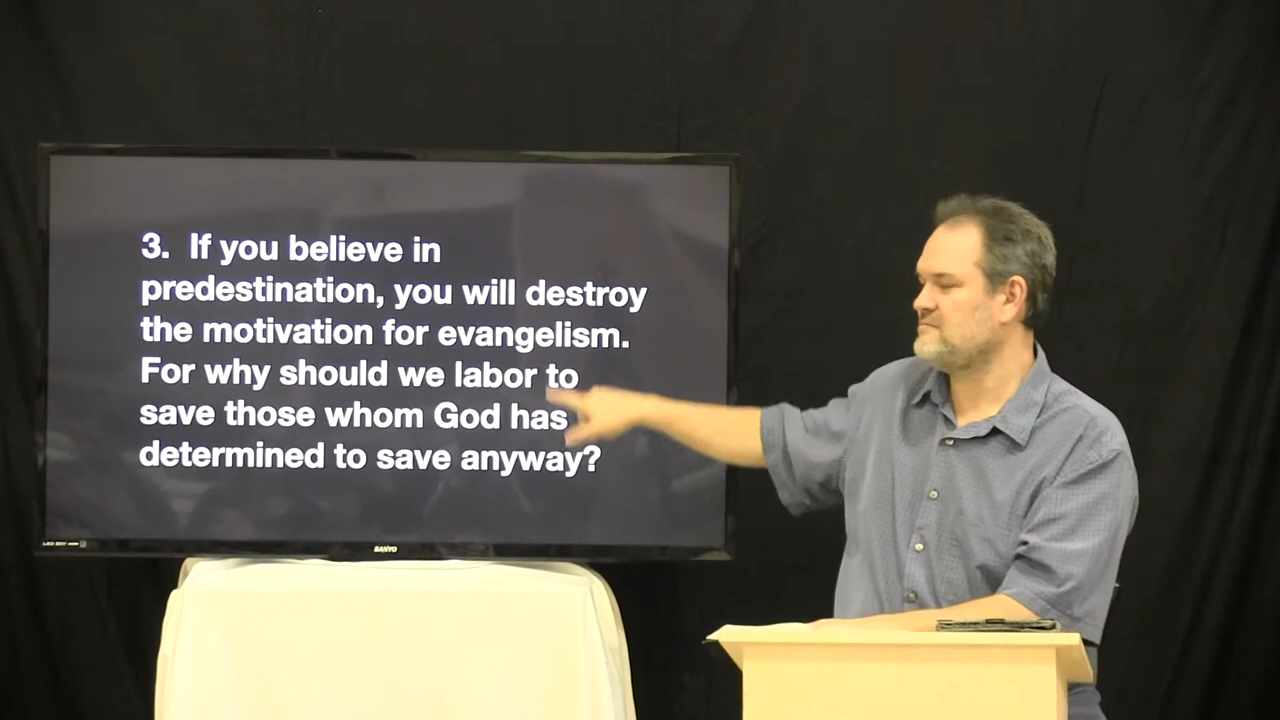 3. If you believe in
predestination, you will destroy
the motivation for evangelism.
For why should we labor to
save those whom God has
determined to save anyway?
SANYO